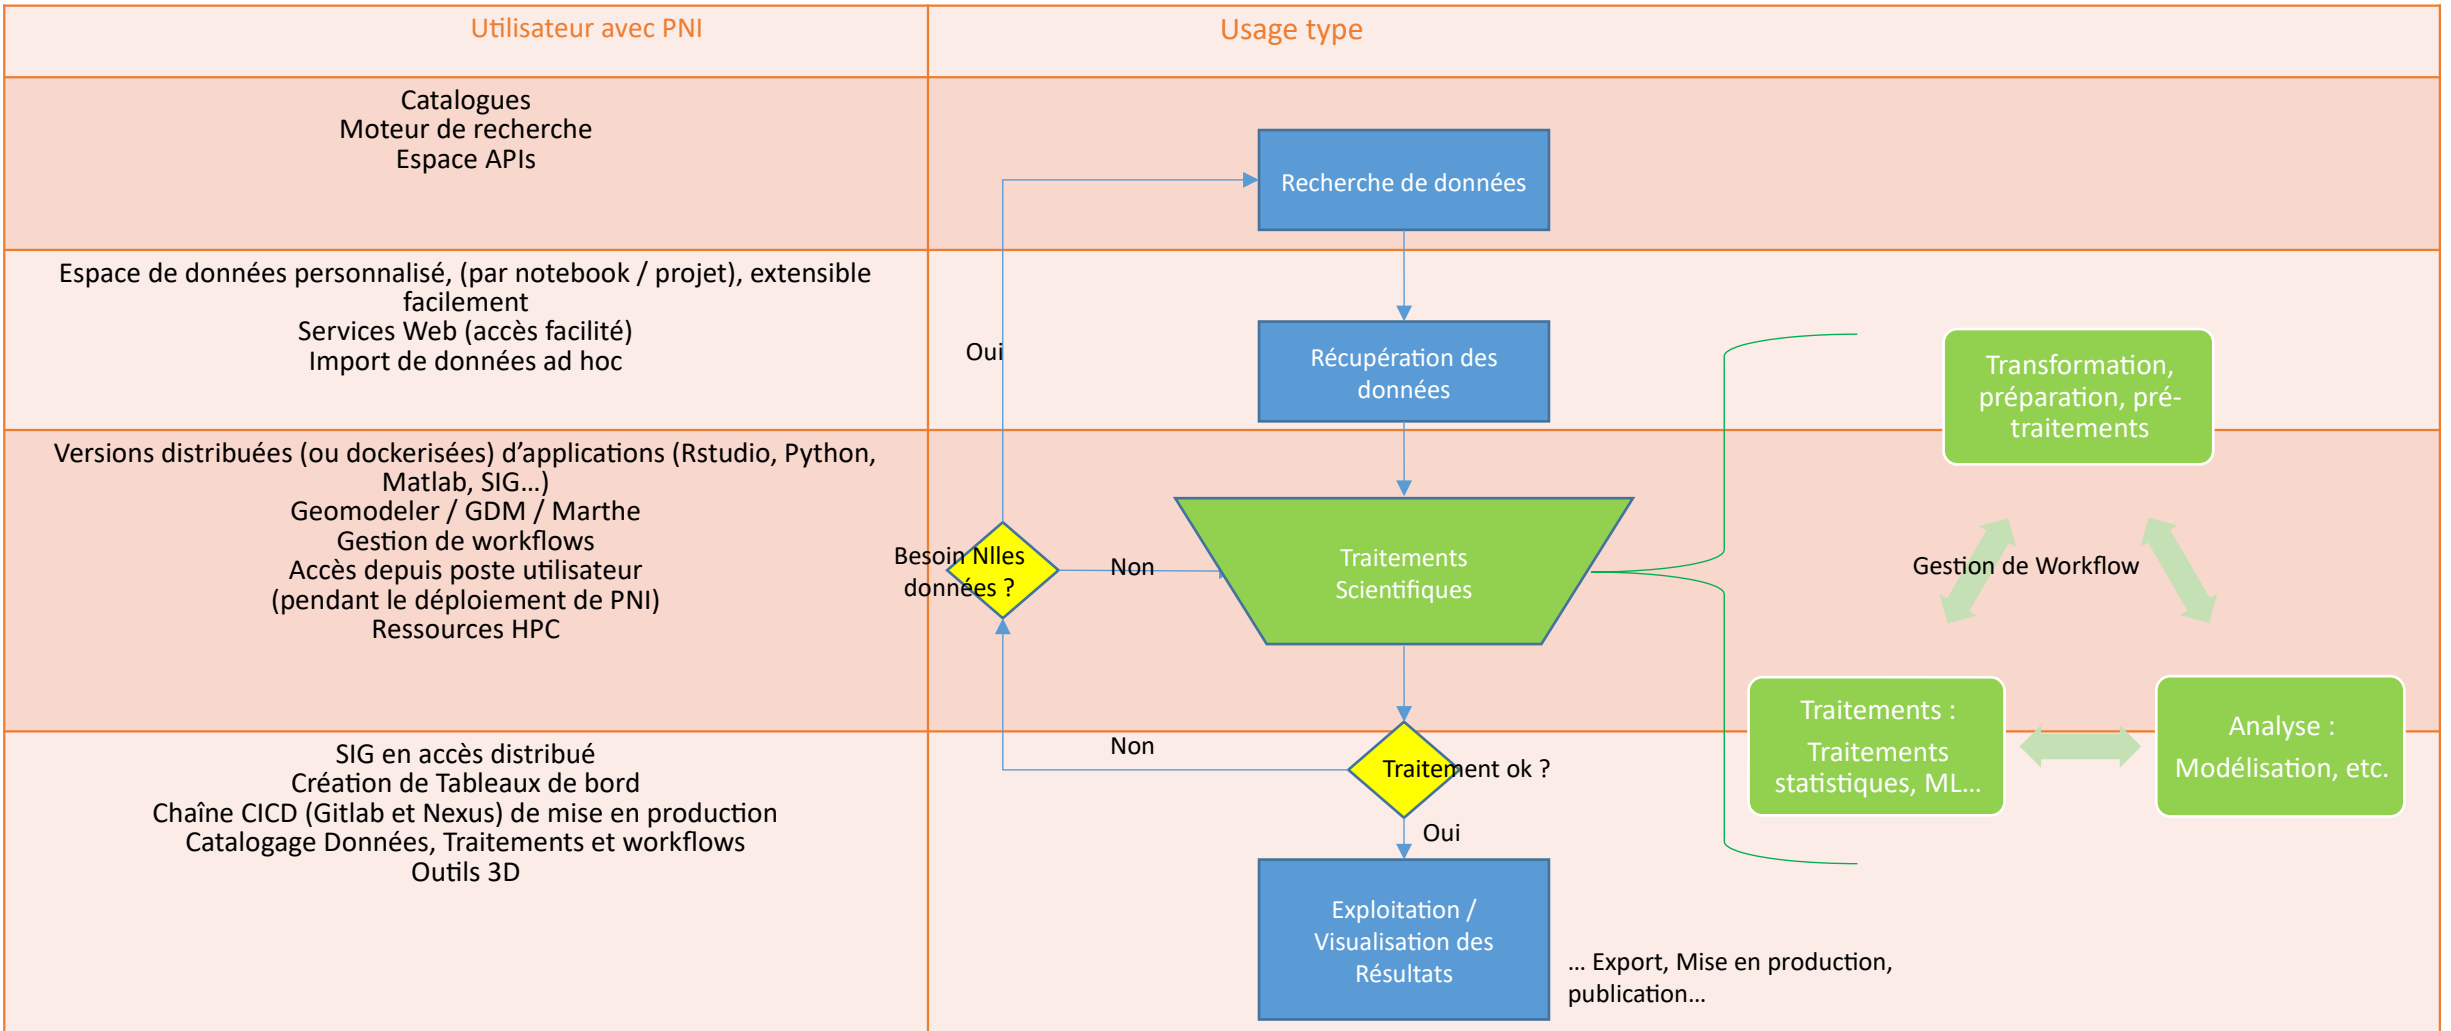 Utilisateur avec PNI
Usage type
Catalogues
Moteur de recherche
Espace APIs
Recherche de données
Espace de données personnalisé, (par notebook / projet), extensible
facilement
Services Web (accès facilité)
Import de données ad hoc
Oui
Récupération des
données
Transformation,
préparation, pré-
traitements
Versions distribuées (ou dockerisées) d’applications (Rstudio, Python,
Matlab, SIG…)
Geomodeler / GDM / Marthe
Gestion de workflows
Accès depuis poste utilisateur
(pendant le déploiement de PNI)
Ressources HPC
Besoin Nlles
données ?
Non
Traitements
Scientifiques
Gestion de Workflow
Traitements :
Traitements
statistiques, ML…
Analyse :
Modélisation, etc.
SIG en accès distribué
Création de Tableaux de bord
Chaîne CICD (Gitlab et Nexus) de mise en production
Catalogage Données, Traitements et workflows
Outils 3D
Non
Traitement ok ?
Oui
Exploitation /
Visualisation des
Résultats
… Export, Mise en production,
publication…